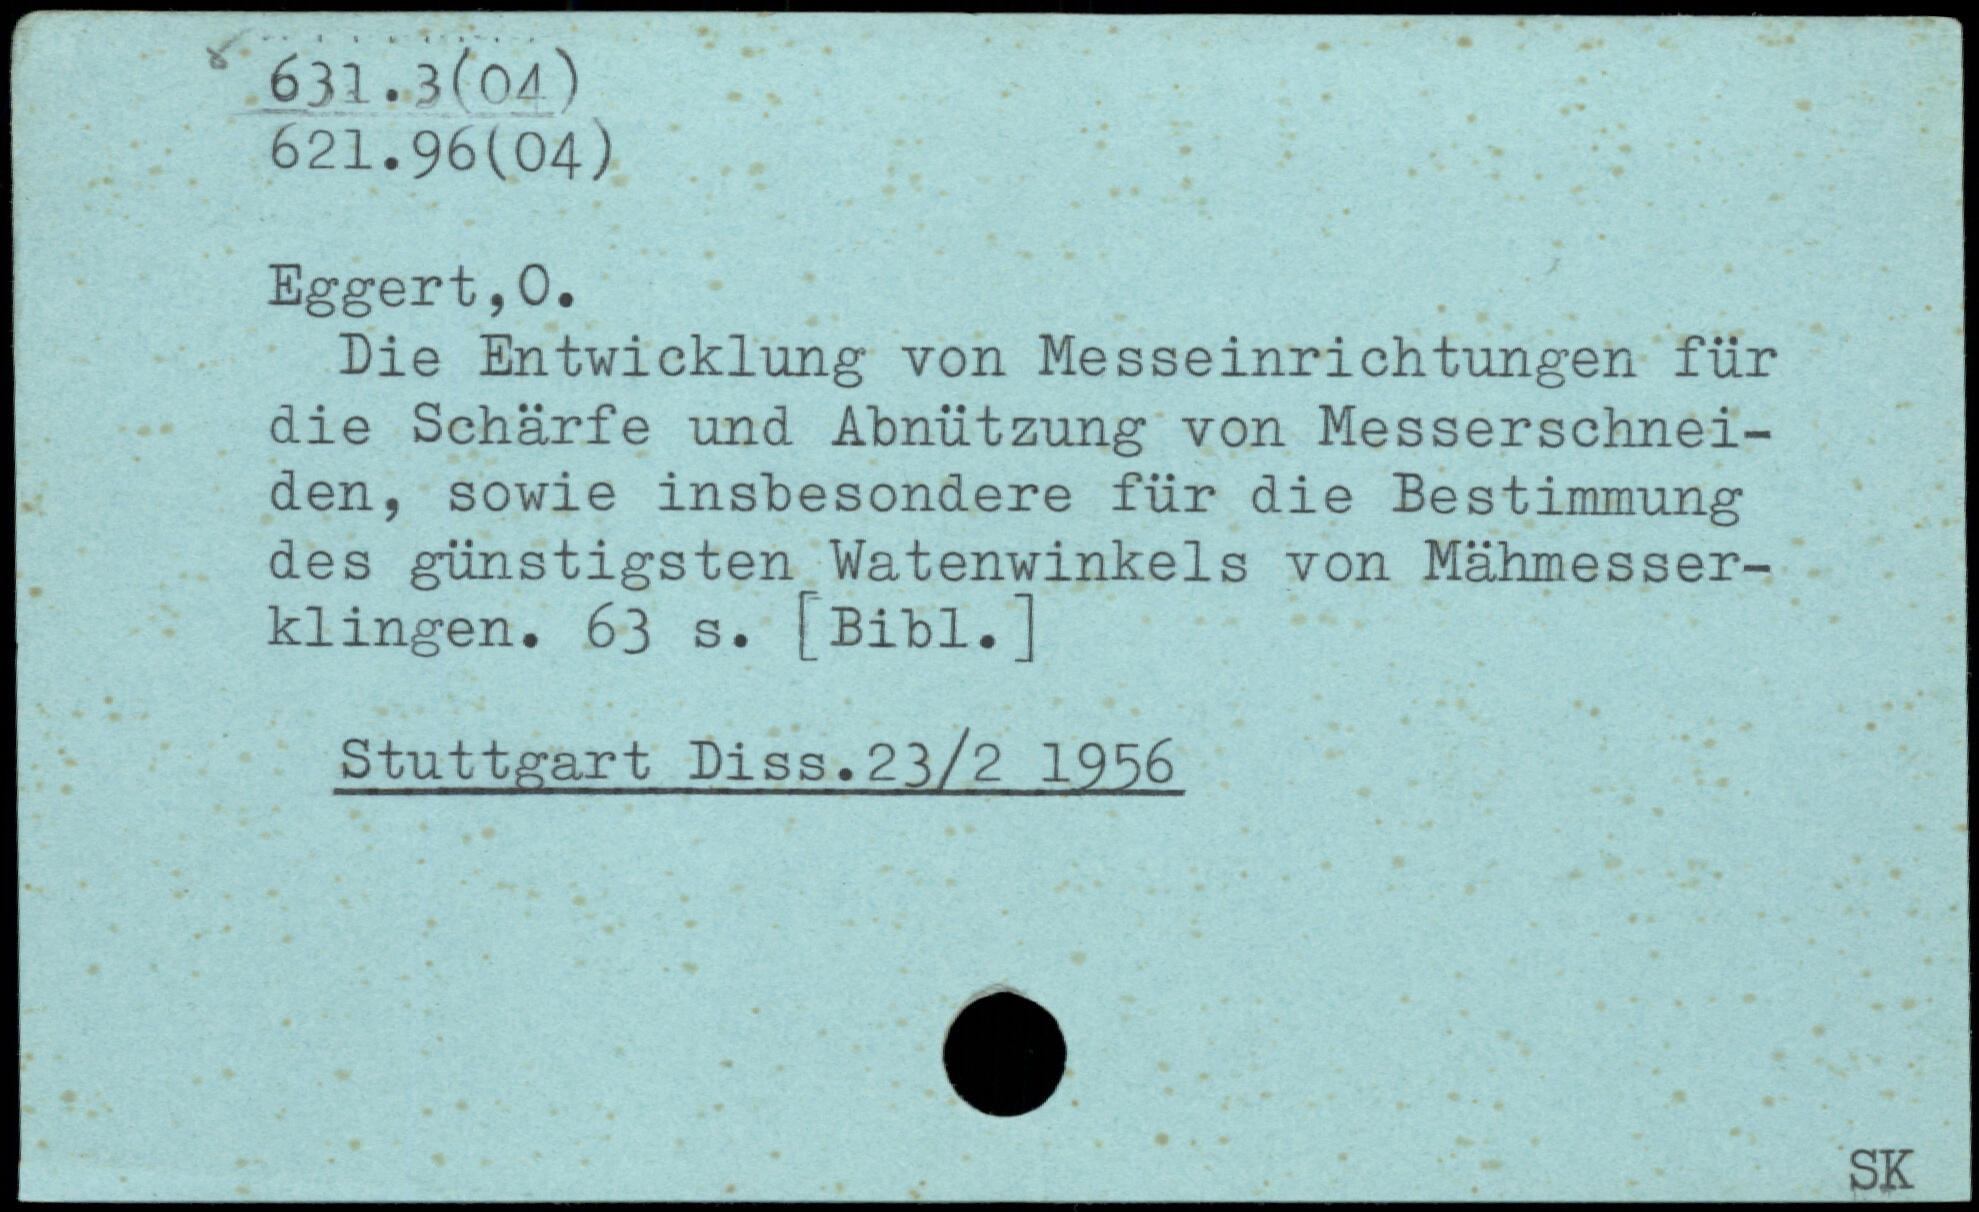 631.3(04)
621.96(04)
Eggert,O.
Die Entwicklung von Messeinrichtungen für
die Schärfe und Abnützung von Messerschnei-
den, sowie insbesondere für die Bestimmung
des günstigsten Watenwinkels von Mähmesser-
klingen. 63 s. [Bibl.]
Stuttgart Diss.23/2 1956
SK